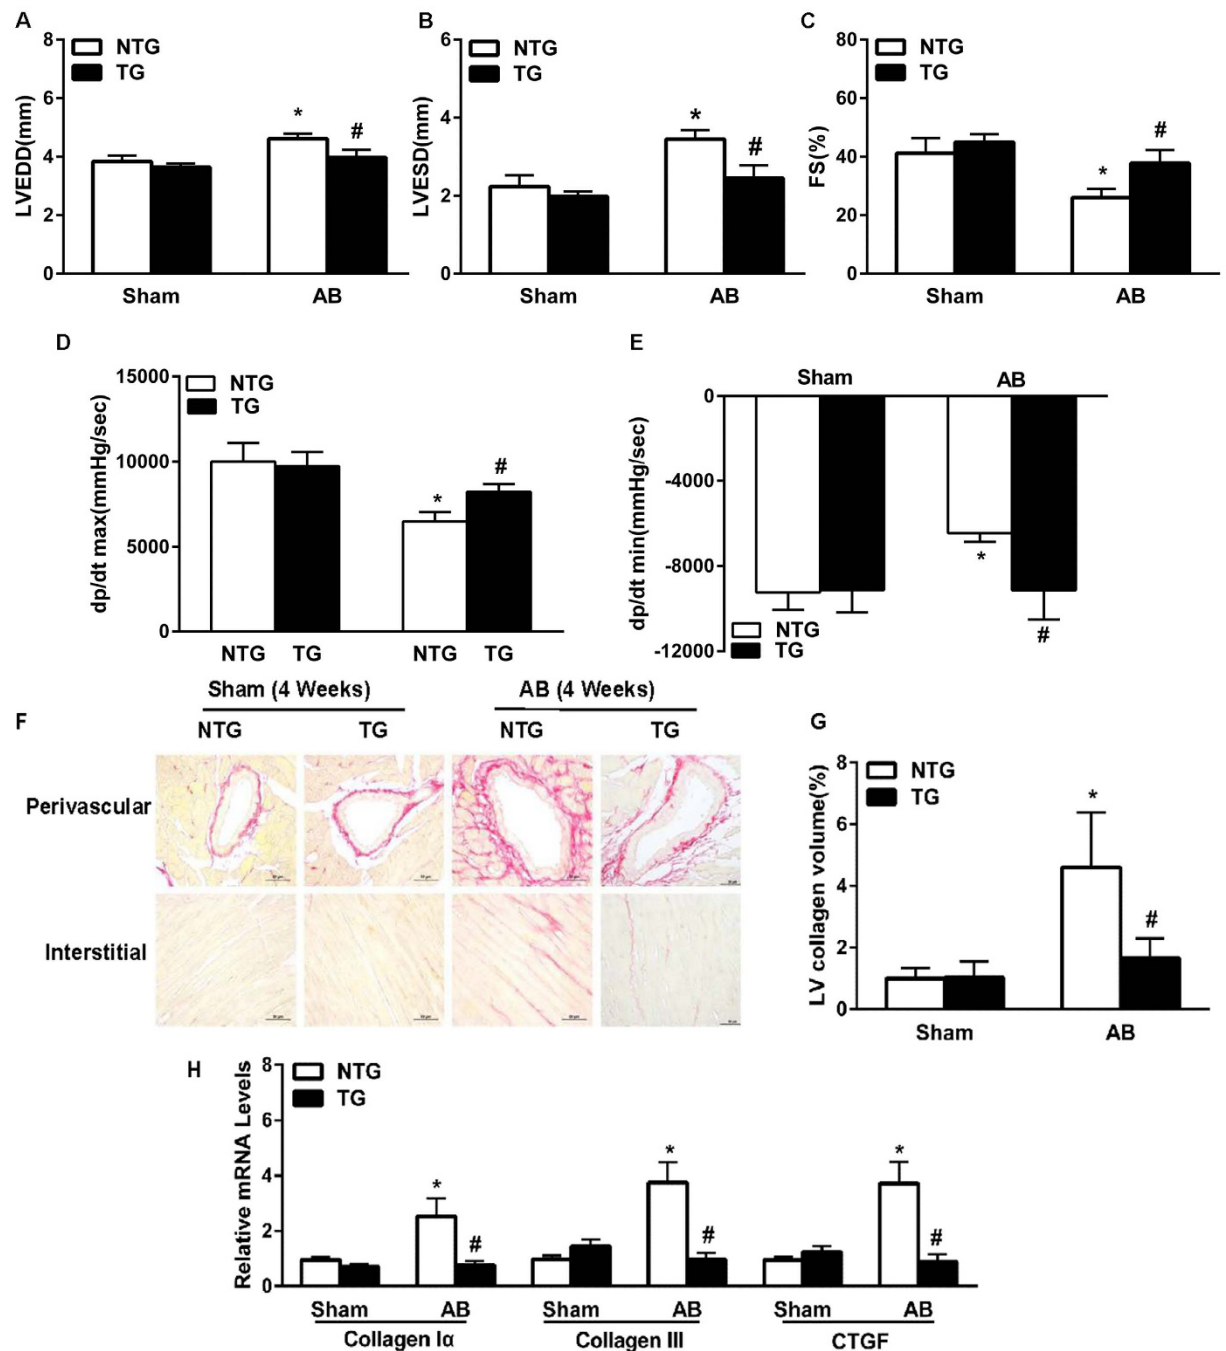 A
LVEDD(mm)
8
6
4
2
0
NTG
TG
*
#
Sham
AB
B
LVESD(mm)
6
4
2
0
NTG
TG
*
#
Sham
AB
C
FS(%)
80
60
40
20
0
NTG
TG
*
#
Sham
AB
D
dp/dt max(mmHg/sec)
15000
10000
5000
0
NTG
TG
*
#
NTG TG NTG TG
Sham (4 Weeks) AB (4 Weeks)
E
dp/dt min(mmHg/sec)
Sham AB
0
-4000
-8000
-12000
NTG
TG
*
#
F
NTG TG NTG TG
Perivascular
Interstitial
G
LV collagen volume(%)
8
6
4
2
0
NTG
TG
*
#
Sham
AB
H
Relative mRNA Levels
8
6
4
2
0
NTG
TG
*
#
*
#
*
#
Sham AB Sham AB Sham AB
Collagen Iα Collagen III CTGF